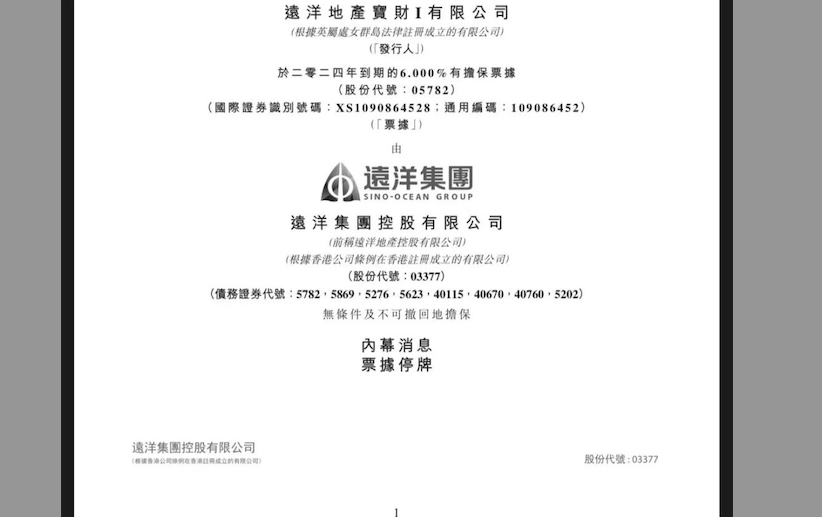 遠洋地產寶財I有限公司
(根據英屬處女群島法律註冊成立的有限公司)
(「發行人」)
於二零二四年到期的6.000%有擔保票據
(股份代號：05782)
(國際證券識別號碼：XS1090864528；通用編碼：109086452)
(「票據」)
由
遠洋集團
SINO-OCEAN GROUP
遠洋集團控股有限公司
(前稱遠洋地產控股有限公司)
(根據香港公司條例在香港註冊成立的有限公司)
(股份代號：03377)
(債務證券代號：5782，5869，5276，5623，40115，40670，40760，5202)
無條件及不可撤回地擔保
內幕消息
票據停牌
遠洋集團控股有限公司
(根據香港公司條例在香港註冊成立的有限公司)
股份代號 : 03377
1